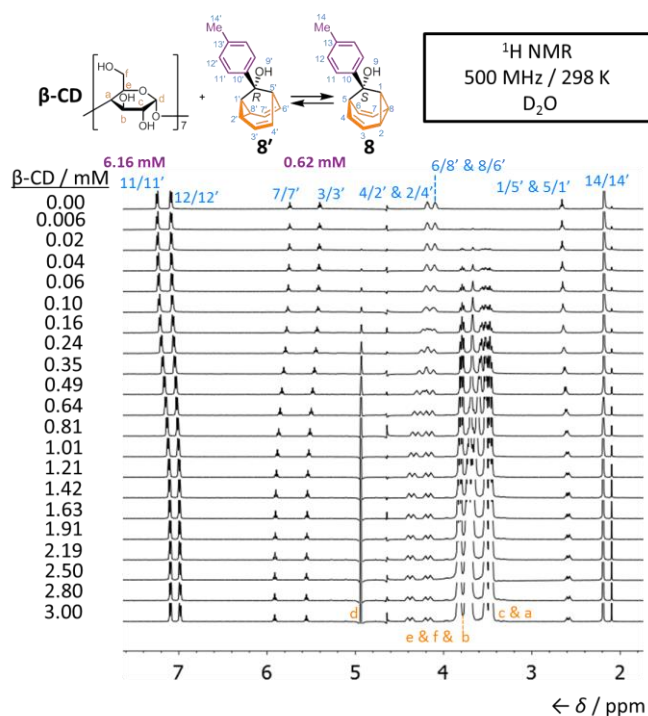 14'
CH₃
13'
12'
11'
10'
9'
OH
R
1'
5'
8'
7'
6'
2'
3'
4'
8'
14
CH₃
13
12
11
10
9
OH
S
5
1
6
7
8
4
3
2
8
β-CD
HO
f
e
a
O
HO
b
OH
c
d
O
7
+
¹H NMR
500 MHz / 298 K
D₂O
6.16 mM
0.62 mM
β-CD / mM
11/11'
12/12'
7/7'
3/3'
4/2' & 2/4'
6/8' & 8/6'
1/5' & 5/1'
14/14'
0.00
0.006
0.02
0.04
0.06
0.10
0.16
0.24
0.35
0.49
0.64
0.81
1.01
1.21
1.42
1.63
1.91
2.19
2.50
2.80
3.00
d
e & f & b
c & a
7
6
5
4
3
2
← δ / ppm